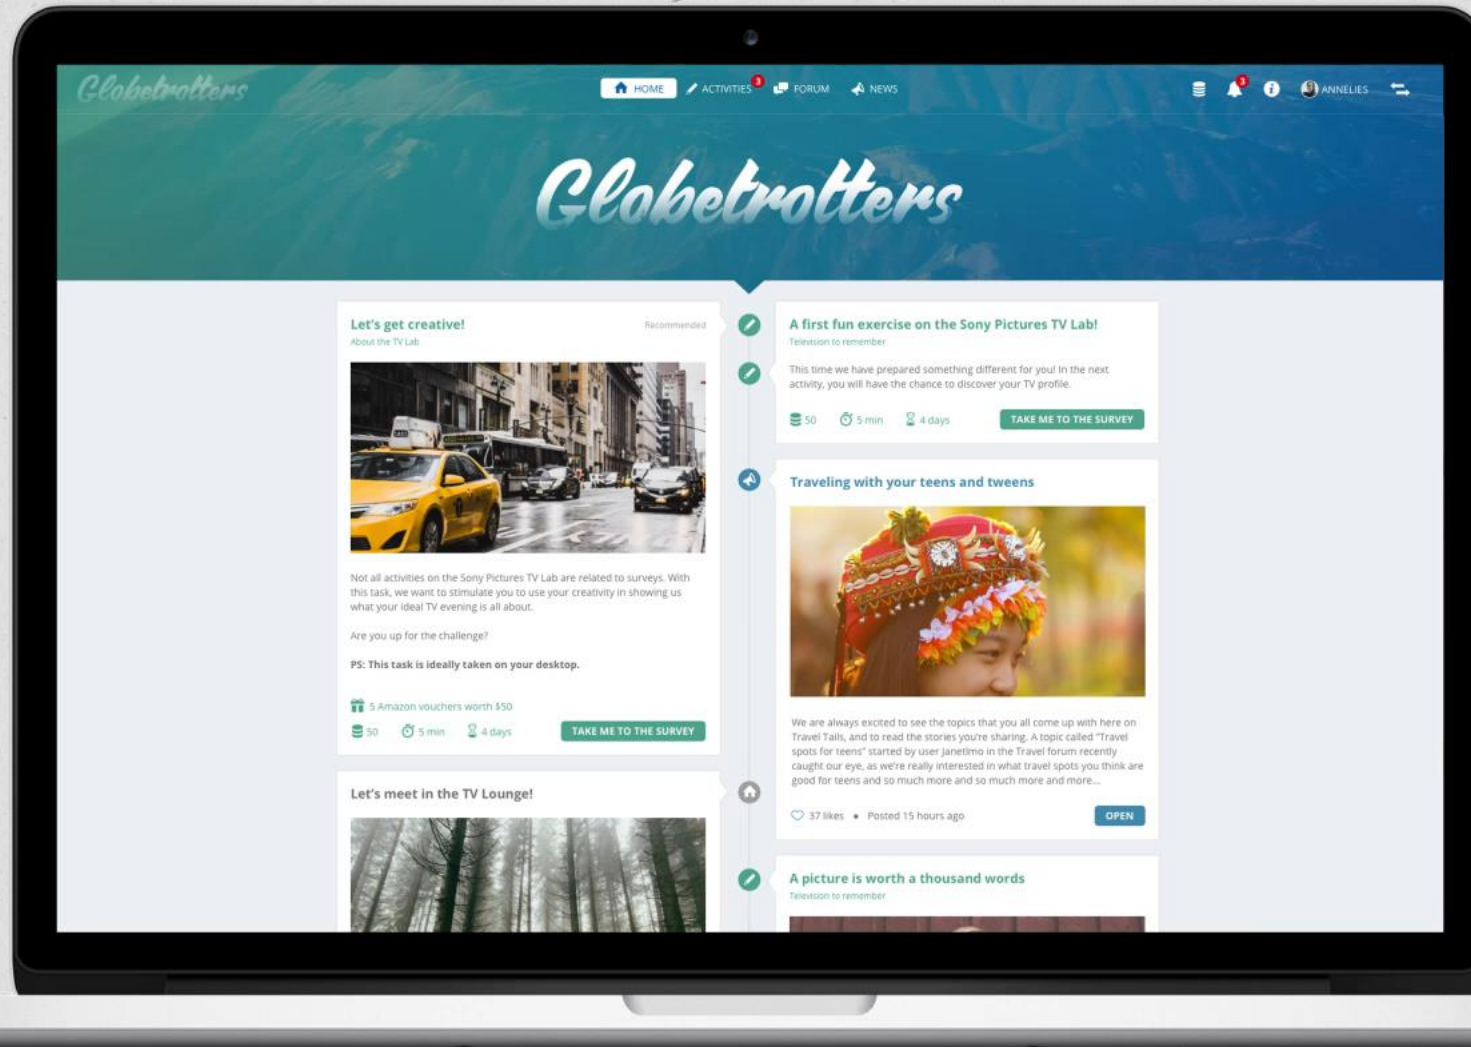 Globetrotters
HOME
ACTIVITIES
3
FORUM
NEWS
3
ANNELIES
Globetrotters
Let's get creative!
Recommended
About the TV Lab
Not all activities on the Sony Pictures TV Lab are related to surveys. With
this task, we want to stimulate you to use your creativity in showing us
what your ideal TV evening is all about.
Are you up for the challenge?
PS: This task is ideally taken on your desktop.
5 Amazon vouchers worth $50
50 5 min 4 days TAKE ME TO THE SURVEY
Let's meet in the TV Lounge!
A first fun exercise on the Sony Pictures TV Lab!
Television to remember
This time we have prepared something different for you! In the next
activity, you will have the chance to discover your TV profile.
50 5 min 4 days TAKE ME TO THE SURVEY
Traveling with your teens and tweens
We are always excited to see the topics that you all come up with here on
Travel Tails, and to read the stories you're sharing. A topic called "Travel
spots for teens" started by user Janetlmo in the Travel forum recently
caught our eye, as we're really interested in what travel spots you think are
good for teens and so much more and so much more and more...
37 likes • Posted 15 hours ago OPEN
A picture is worth a thousand words
Television to remember